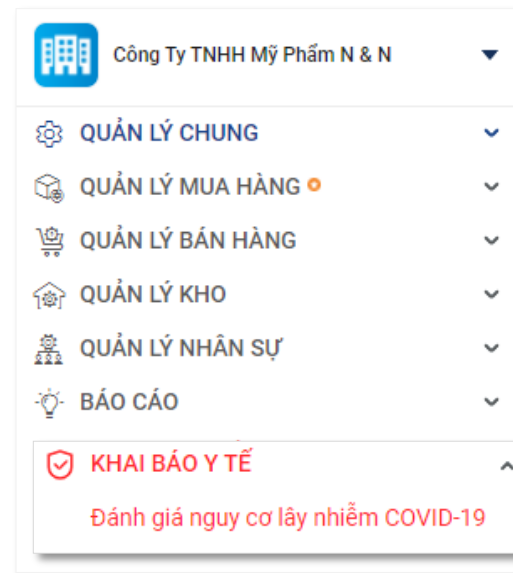 Công Ty TNHH Mỹ Phẩm N & N
QUẢN LÝ CHUNG
QUẢN LÝ MUA HÀNG
QUẢN LÝ BÁN HÀNG
QUẢN LÝ KHO
QUẢN LÝ NHÂN SỰ
BÁO CÁO
KHAI BÁO Y TẾ
Đánh giá nguy cơ lây nhiễm COVID-19